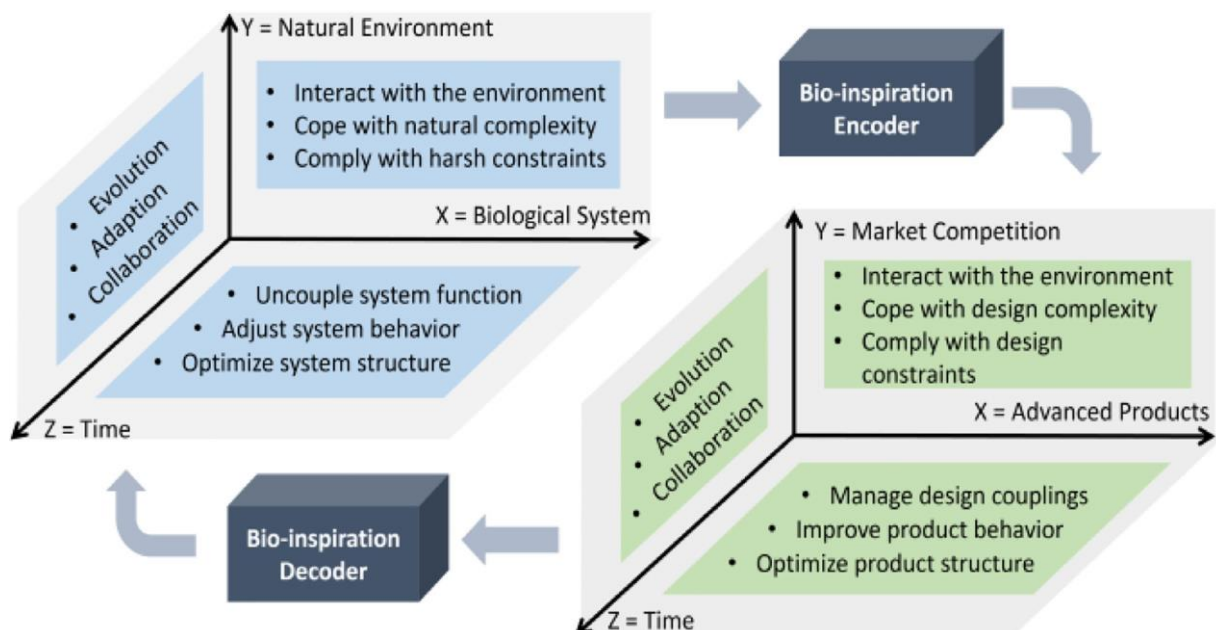 Y = Natural Environment
• Interact with the environment
• Cope with natural complexity
• Comply with harsh constraints
X = Biological System
• Evolution
• Adaption
• Collaboration
• Uncouple system function
• Adjust system behavior
• Optimize system structure
Z = Time
Bio-inspiration
Encoder
Y = Market Competition
• Interact with the environment
• Cope with design complexity
• Comply with design
constraints
X = Advanced Products
• Evolution
• Adaption
• Collaboration
• Manage design couplings
• Improve product behavior
• Optimize product structure
Z = Time
Bio-inspiration
Decoder